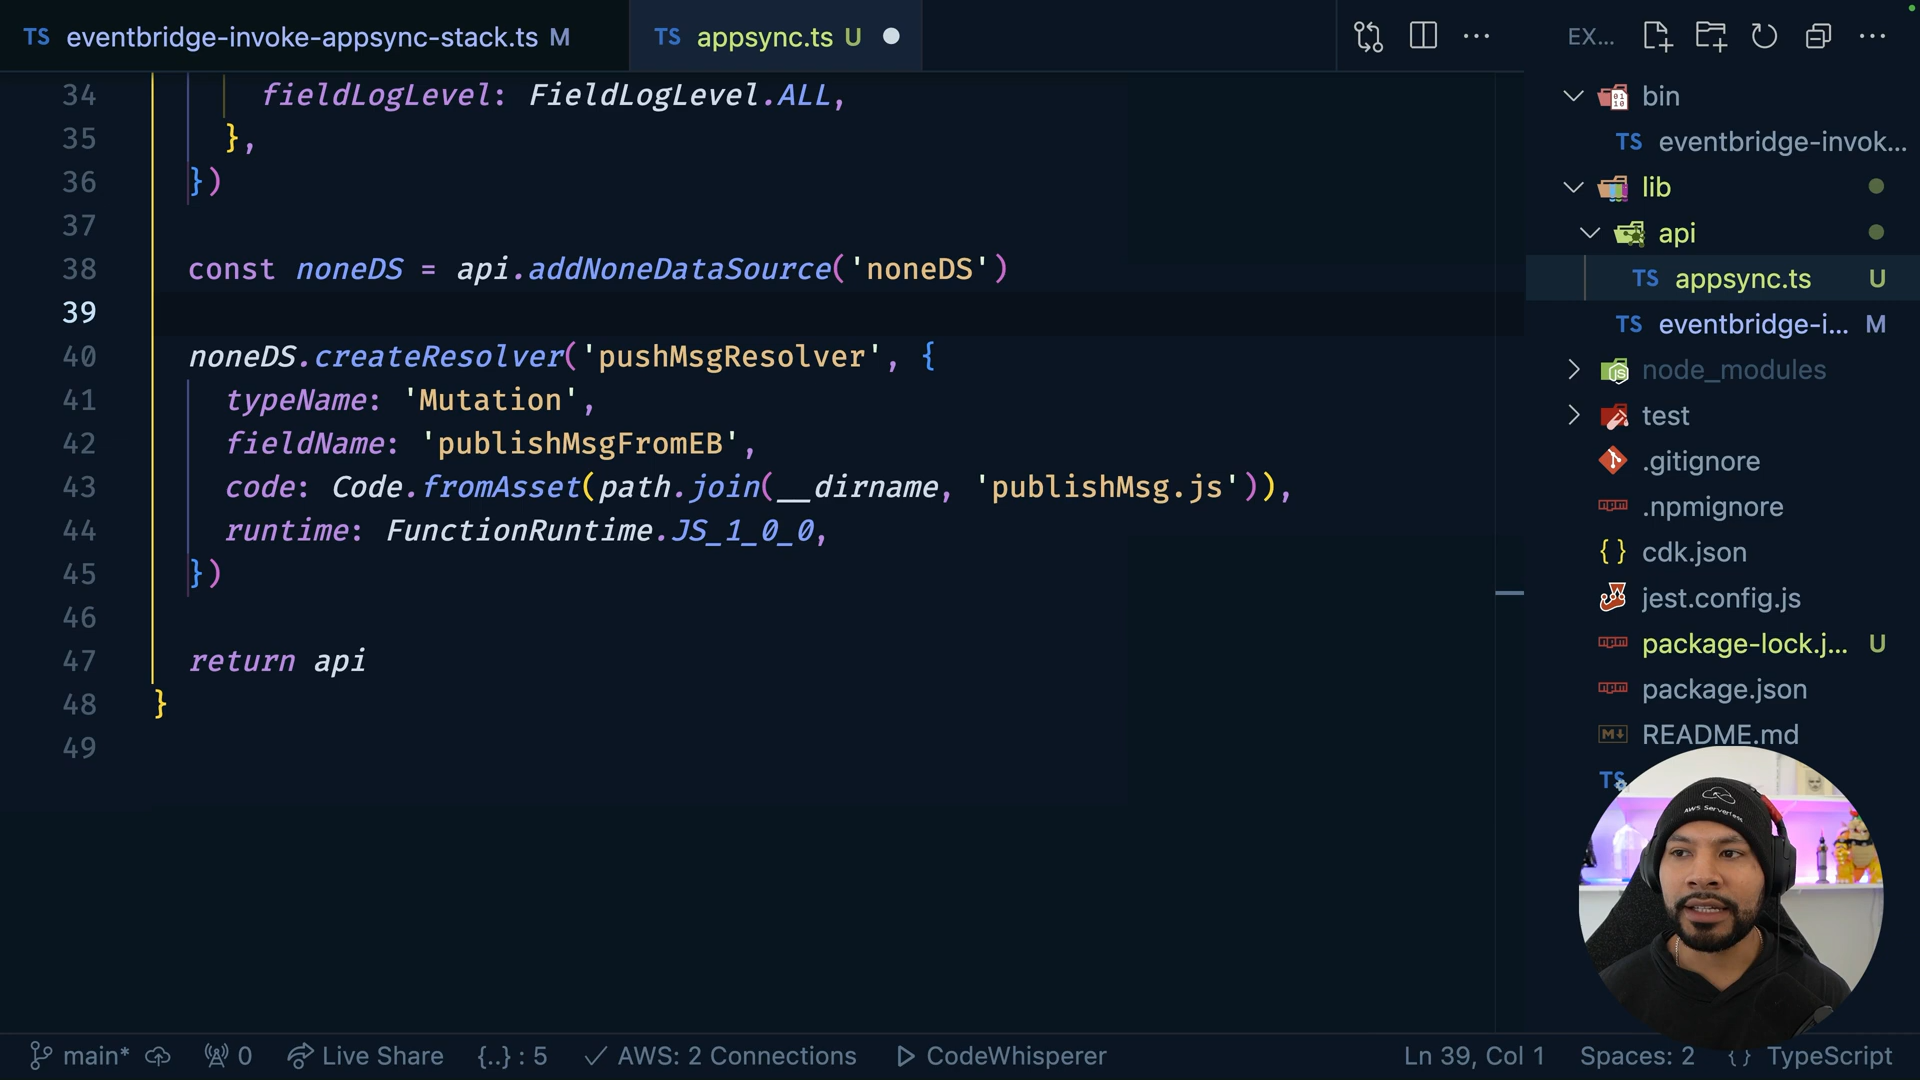 TS eventbridge-invoke-appsync-stack.ts M
TS appsync.ts U
EX...
34 fieldLogLevel: FieldLogLevel.ALL,
35 },
36 })
37
38 const noneDS = api.addNoneDataSource('noneDS')
39
40 noneDS.createResolver('pushMsgResolver', {
41 typeName: 'Mutation',
42 fieldName: 'publishMsgFromEB',
43 code: Code.fromAsset(path.join(__dirname, 'publishMsg.js')),
44 runtime: FunctionRuntime.JS_1_0_0,
45 })
46
47 return api
48 }
49
bin
TS eventbridge-invok...
lib
api
TS appsync.ts U
TS eventbridge-i... M
node_modules
test
.gitignore
.npmignore
{ } cdk.json
jest.config.js
package-lock.j... U
package.json
README.md
TS
AWS Serverless
main* 0 Live Share {..} : 5 AWS: 2 Connections CodeWhisperer Ln 39, Col 1 Spaces: 2 { } TypeScript